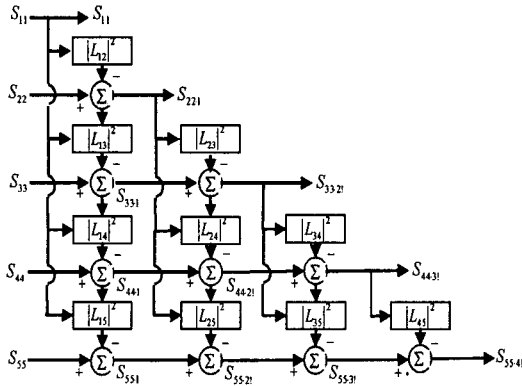 S₁₁ S₁₁
|L₁₂|²
−
S₂₂ + Σ S₂₂·₁
|L₁₃|² |L₂₃|²
− −
S₃₃ + Σ S₃₃·₁ + Σ S₃₃·₂!
|L₁₄|² |L₂₄|² |L₃₄|²
− − −
S₄₄ + Σ S₄₄·₁ + Σ S₄₄·₂! + Σ S₄₄·₃!
|L₁₅|² |L₂₅|² |L₃₅|² |L₄₅|²
− − − −
S₅₅ + Σ S₅₅·₁ + Σ S₅₅·₂! + Σ S₅₅·₃! + Σ S₅₅·₄!